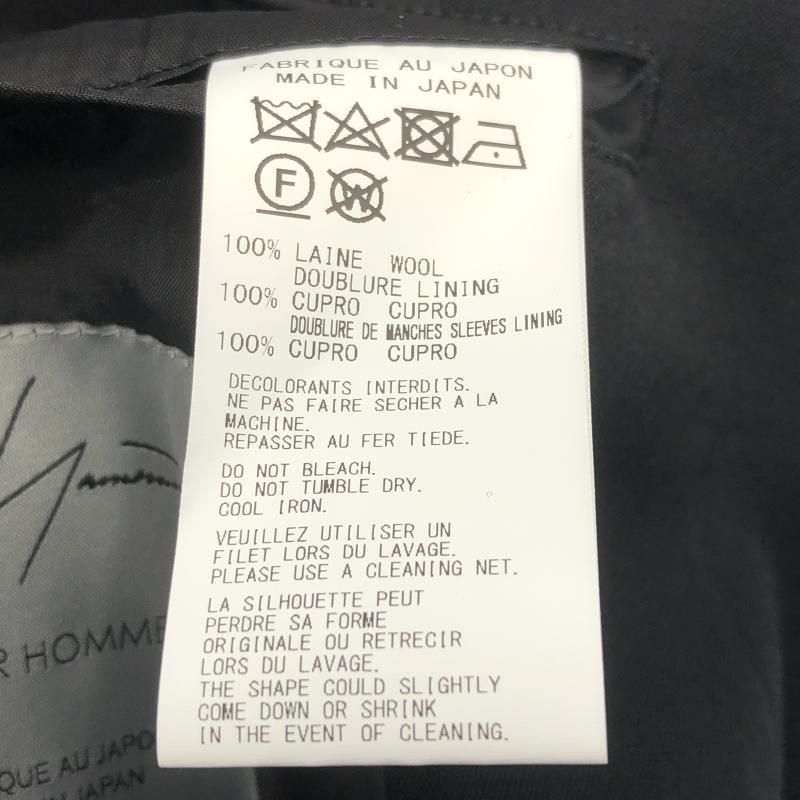 FABRIQUE AU JAPON
MADE IN JAPAN
F W
100% LAINE WOOL
DOUBLURE LINING
100% CUPRO CUPRO
DOUBLURE DE MANCHES SLEEVES LINING
100% CUPRO CUPRO
DECOLORANTS INTERDITS.
NE PAS FAIRE SECHER A LA
MACHINE.
REPASSER AU FER TIEDE.
DO NOT BLEACH.
DO NOT TUMBLE DRY.
COOL IRON.
VEUILLEZ UTILISER UN
FILET LORS DU LAVAGE.
PLEASE USE A CLEANING NET.
LA SILHOUETTE PEUT
PERDRE SA FORME
ORIGINALE OU RETRECIR
LORS DU LAVAGE.
THE SHAPE COULD SLIGHTLY
COME DOWN OR SHRINK
IN THE EVENT OF CLEANING.
R HOMME
QUE AU JAPO
N JAPAN